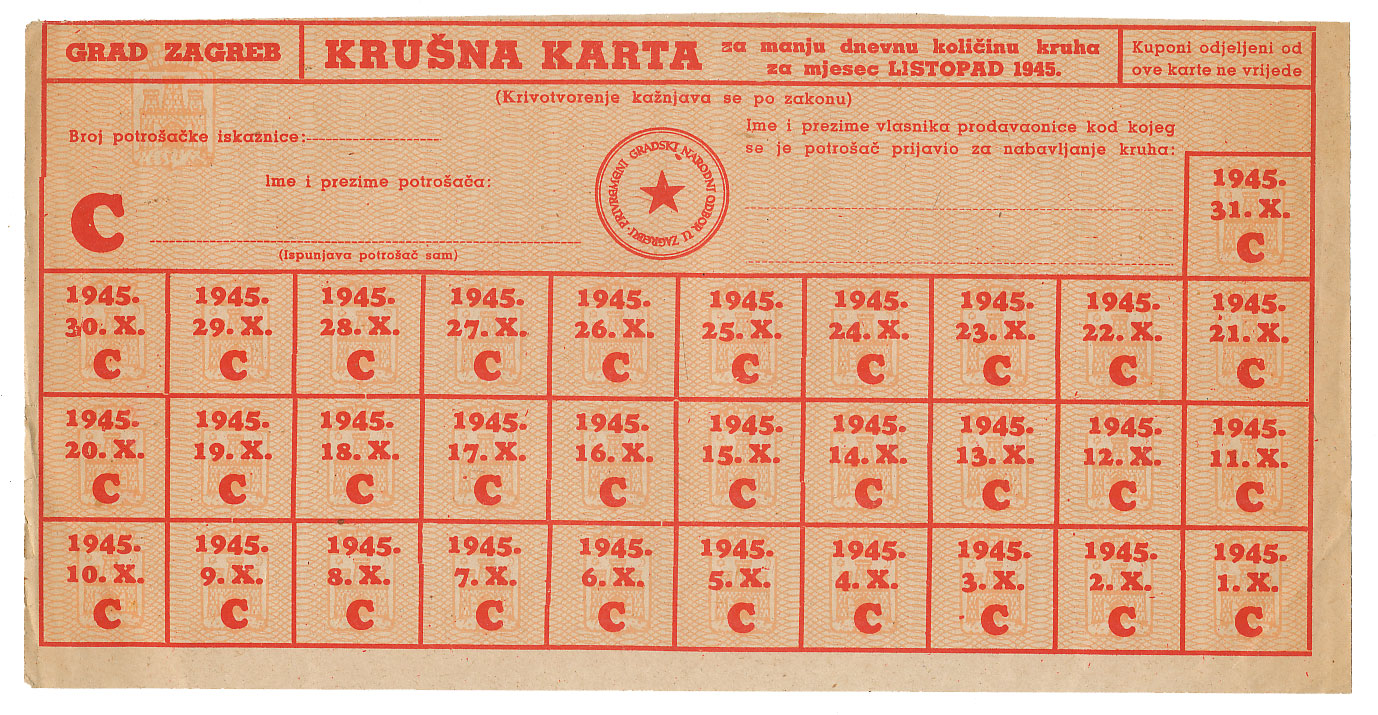 GRAD ZAGREB
KRUŠNA KARTA
za manju dnevnu količinu kruha
za mjesec LISTOPAD 1945.
Kuponi odjeljeni od
ove karte ne vrijede
(Krivotvorenje kažnjava se po zakonu)
Broj potrošačke iskaznice:
Ime i prezime vlasnika prodavaonice kod kojeg
se je potrošač prijavio za nabavljanje kruha:
Ime i prezime potrošača:
C
(Ispunjava potrošač sam)
PRIVREMENI GRADSKI NARODNI ODBOR U ZAGREBU
1945.
31. X.
C
1945. 1945. 1945. 1945. 1945. 1945. 1945. 1945. 1945. 1945.
30. X. 29. X. 28. X. 27. X. 26. X. 25. X. 24. X. 23. X. 22. X. 21. X.
C C C C C C C C C C
1945. 1945. 1945. 1945. 1945. 1945. 1945. 1945. 1945. 1945.
20. X. 19. X. 18. X. 17. X. 16. X. 15. X. 14. X. 13. X. 12. X. 11. X.
C C C C C C C C C C
1945. 1945. 1945. 1945. 1945. 1945. 1945. 1945. 1945. 1945.
10. X. 9. X. 8. X. 7. X. 6. X. 5. X. 4. X. 3. X. 2. X. 1. X.
C C C C C C C C C C